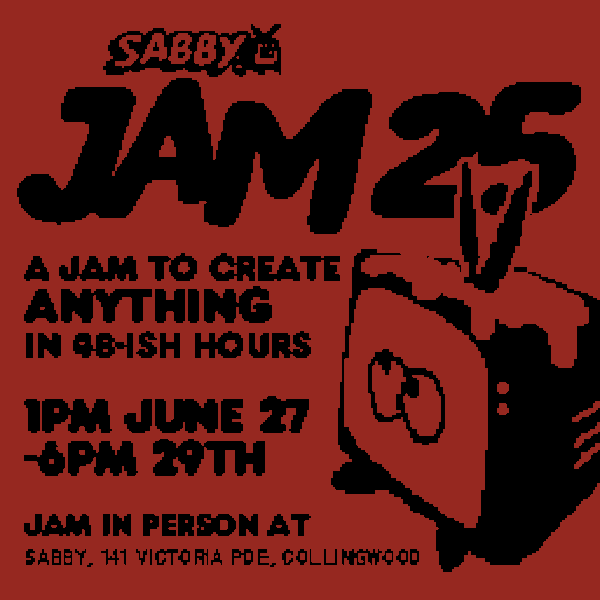 SABBY
JAM 25
A JAM TO CREATE
ANYTHING
IN 48-ISH HOURS
1PM JUNE 27
-6PM 29TH
JAM IN PERSON AT
SABBY, 141 VICTORIA PDE, COLLINGWOOD